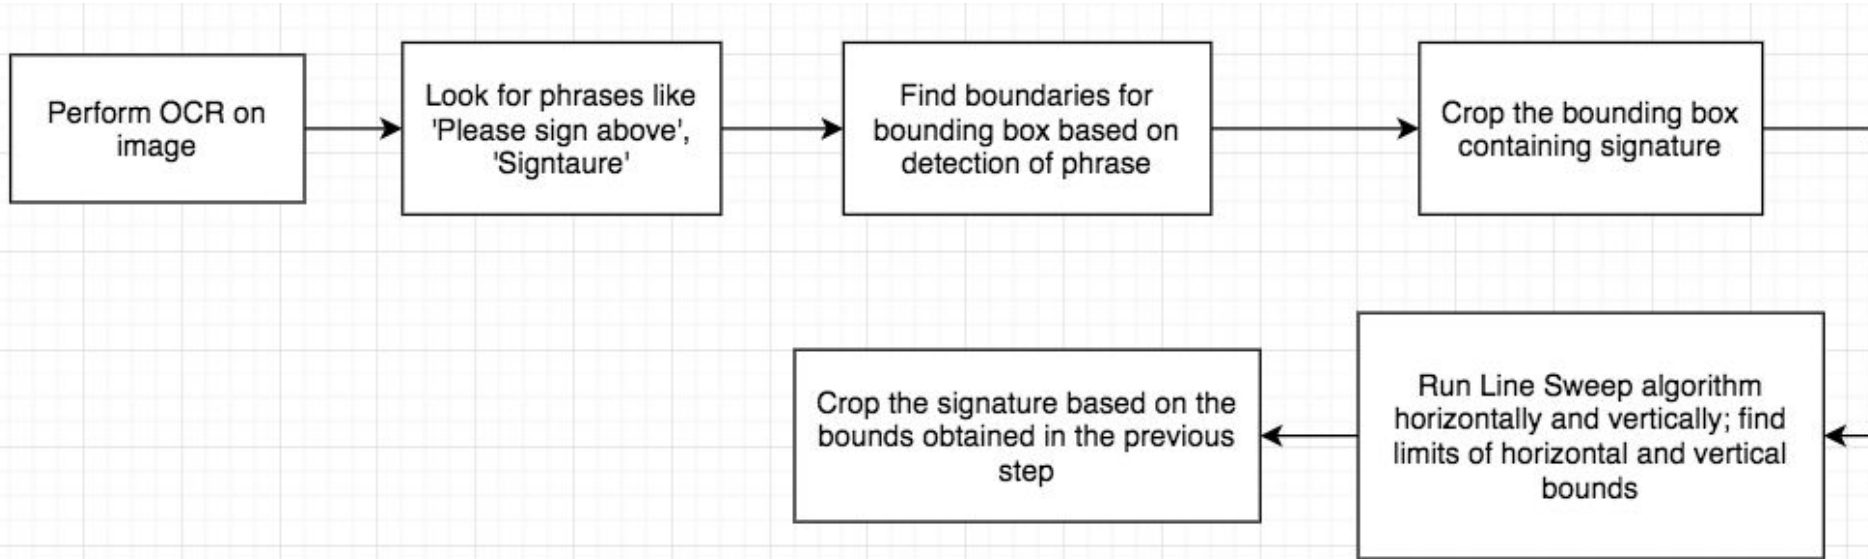 Perform OCR on
image
Look for phrases like
'Please sign above',
'Signtaure'
Find boundaries for
bounding box based on
detection of phrase
Crop the bounding box
containing signature
Run Line Sweep algorithm
horizontally and vertically; find
limits of horizontal and vertical
bounds
Crop the signature based on the
bounds obtained in the previous
step